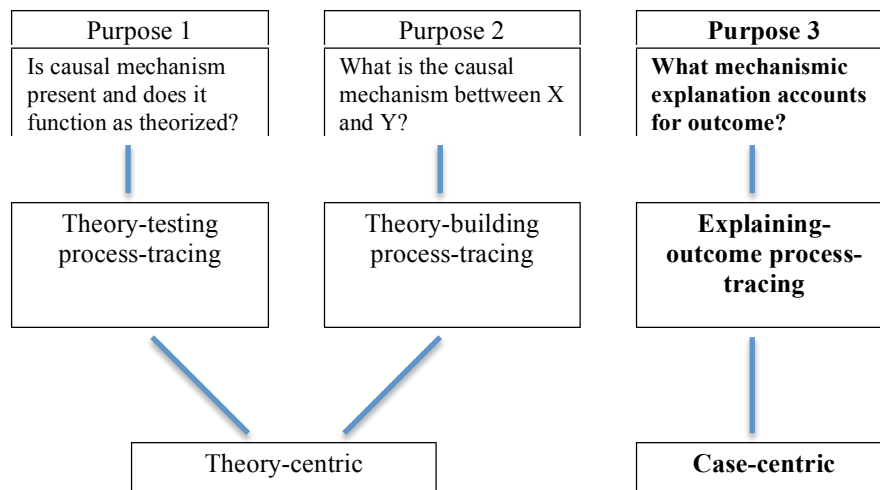 Purpose 1
Is causal mechanism
present and does it
function as theorized?
Purpose 2
What is the causal
mechanism bettween X
and Y?
Purpose 3
What mechanismic
explanation accounts
for outcome?
Theory-testing
process-tracing
Theory-building
process-tracing
Explaining-
outcome process-
tracing
Theory-centric
Case-centric